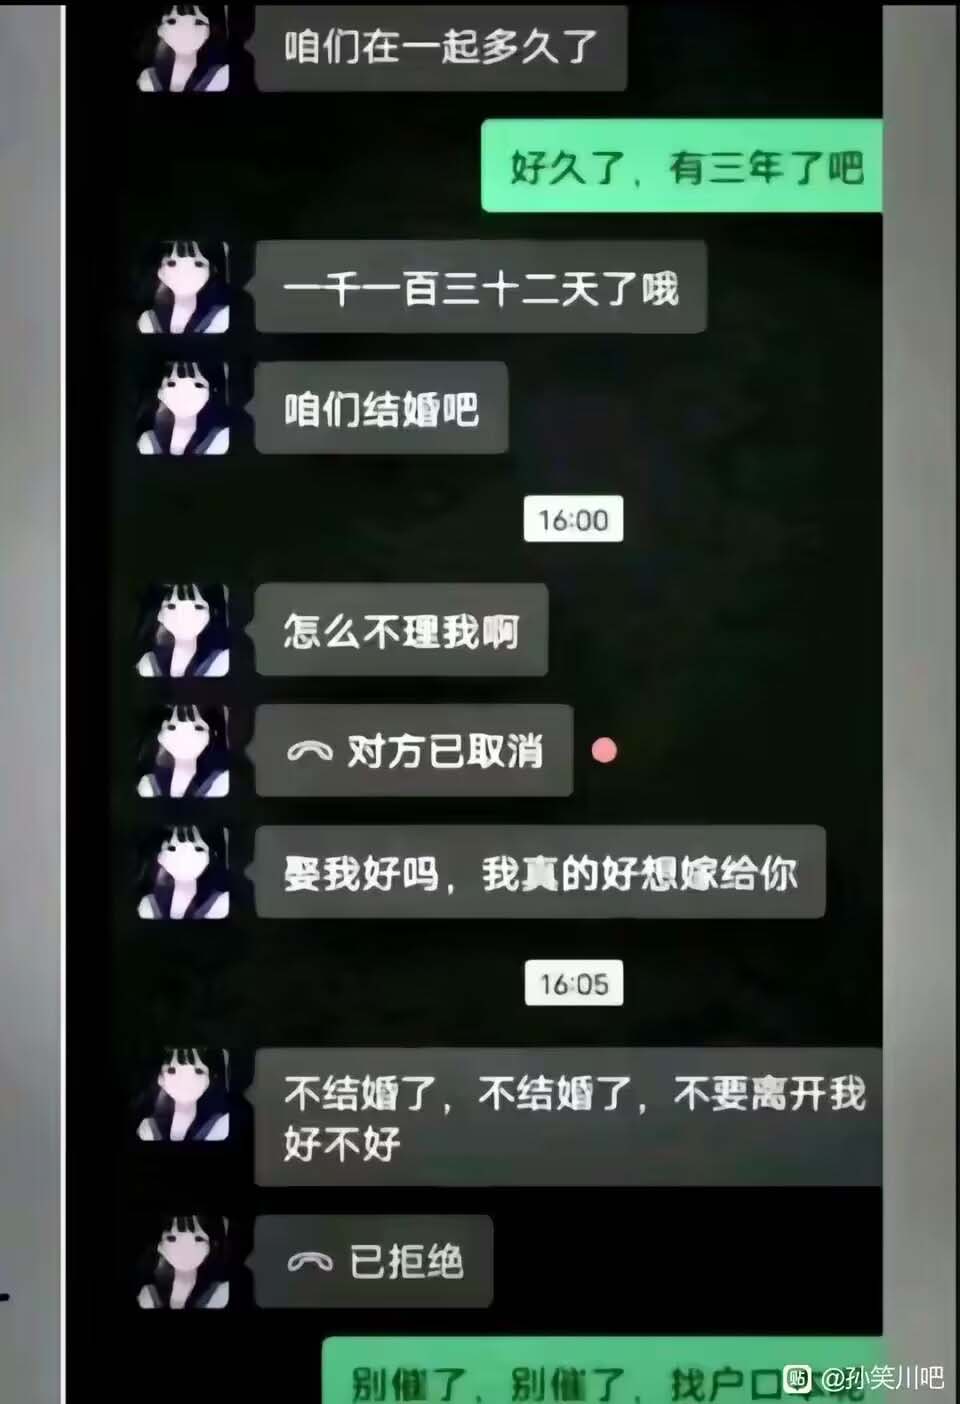 咱们在一起多久了
好久了，有三年了吧
一千一百三十二天了哦
咱们结婚吧
16:00
怎么不理我啊
对方已取消
娶我好吗，我真的好想嫁给你
16:05
不结婚了，不结婚了，不要离开我
好不好
已拒绝
别催了，别催了，找户口本呢
贴 @孙笑川吧